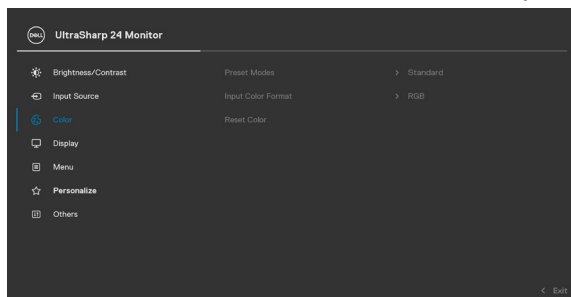 DELL UltraSharp 24 Monitor
Brightness/Contrast Preset Modes > Standard
Input Source Input Color Format > RGB
Color Reset Color
Display
Menu
Personalize
Others
< Exit